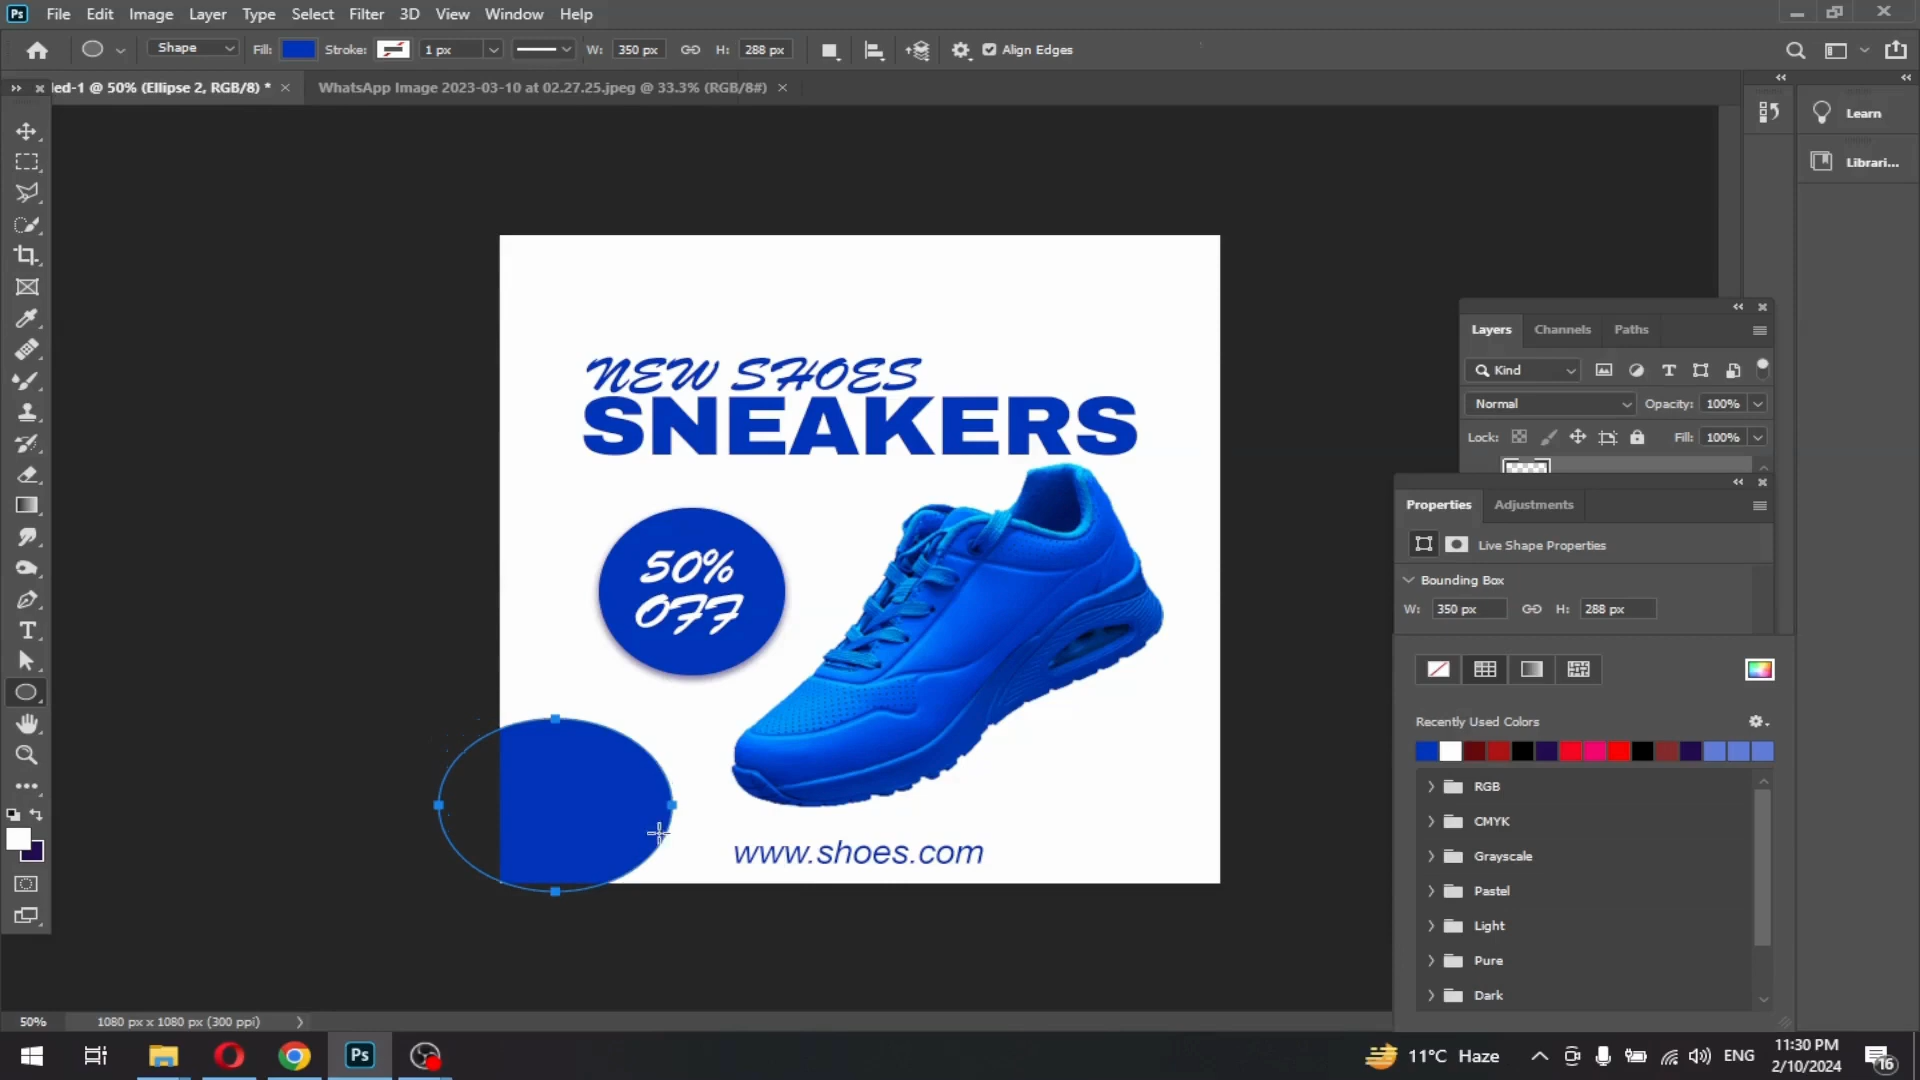 Ps File Edit Image Layer Type Select Filter 3D View Window Help
Shape Fill: Stroke: 1 px W: 350 px H: 288 px Align Edges
led-1 @ 50% (Ellipse 2, RGB/8) * WhatsApp Image 2023-03-10 at 02.27.25.jpeg @ 33.3% (RGB/8#)
Learn
Librari...
NEW SHOES
SNEAKERS
50%
OFF
www.shoes.com
Layers Channels Paths
Kind
Normal Opacity: 100%
Lock: Fill: 100%
Properties Adjustments
Live Shape Properties
Bounding Box
W: 350 px H: 288 px
Recently Used Colors
RGB
CMYK
Grayscale
Pastel
Light
Pure
Dark
50% 1080 px x 1080 px (300 ppi)
Ps
11°C Haze
ENG
11:30 PM
2/10/2024
16